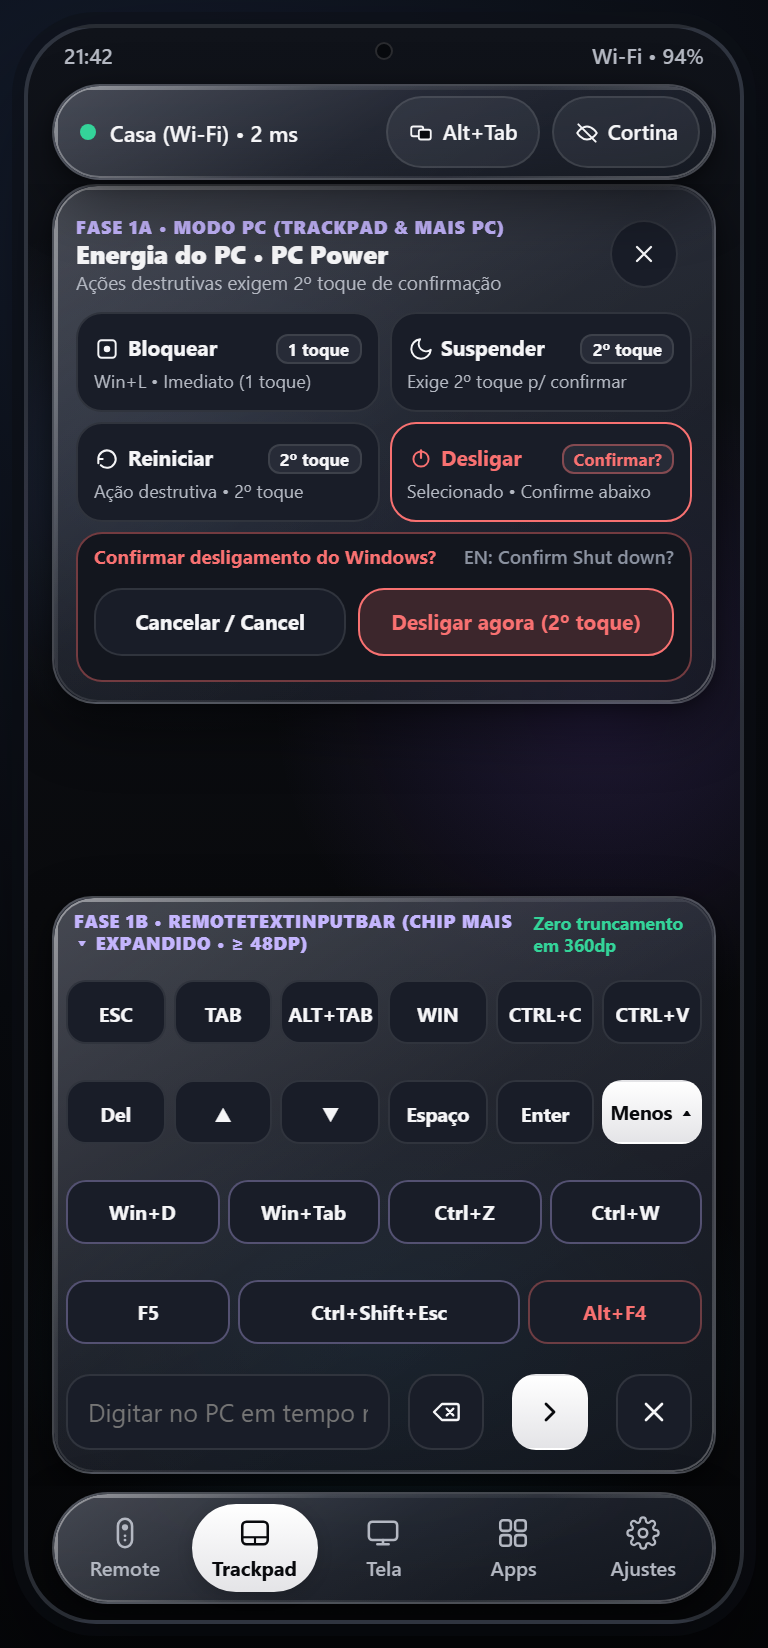 21:42
Wi-Fi • 94%
Casa (Wi-Fi) • 2 ms
Alt+Tab
Cortina
FASE 1A • MODO PC (TRACKPAD & MAIS PC)
Energia do PC • PC Power
Ações destrutivas exigem 2º toque de confirmação
Bloquear
1 toque
Win+L • Imediato (1 toque)
Suspender
2º toque
Exige 2º toque p/ confirmar
Reiniciar
2º toque
Ação destrutiva • 2º toque
Desligar
Confirmar?
Selecionado • Confirme abaixo
Confirmar desligamento do Windows?
EN: Confirm Shut down?
Cancelar / Cancel
Desligar agora (2º toque)
FASE 1B • REMOTETEXTINPUTBAR (CHIP MAIS
▾ EXPANDIDO • ≥ 48DP)
Zero truncamento
em 360dp
ESC
TAB
ALT+TAB
WIN
CTRL+C
CTRL+V
Del
▲
▼
Espaço
Enter
Menos ▴
Win+D
Win+Tab
Ctrl+Z
Ctrl+W
F5
Ctrl+Shift+Esc
Alt+F4
Digitar no PC em tempo r
Remote
Trackpad
Tela
Apps
Ajustes